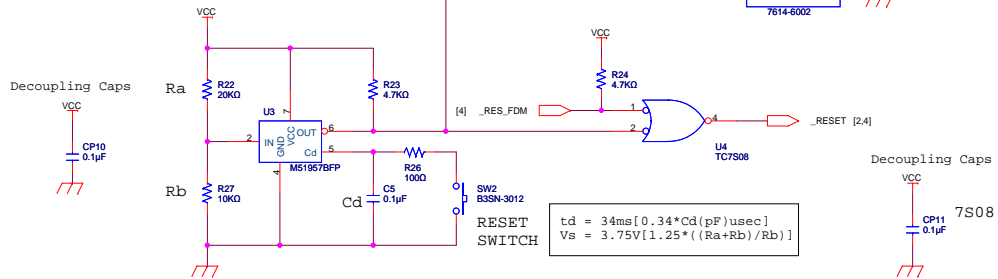 7614-6002
VCC
VCC
Decoupling Caps
VCC
CP10
0.1µF
Ra
R22
20KΩ
R23
4.7KΩ
R24
4.7KΩ
[4] _RES_FDM
1
2
4
_RESET [2,4]
U4
TC7S08
U3
7
VCC
2
IN
OUT
6
GND
Cd
5
4
M51957BFP
R26
100Ω
Rb
R27
10KΩ
Cd
C5
0.1µF
SW2
B3SN-3012
RESET
SWITCH
td = 34ms[0.34*Cd(pF)usec]
Vs = 3.75V[1.25*((Ra+Rb)/Rb)]
Decoupling Caps
VCC
CP11
0.1µF
7S08